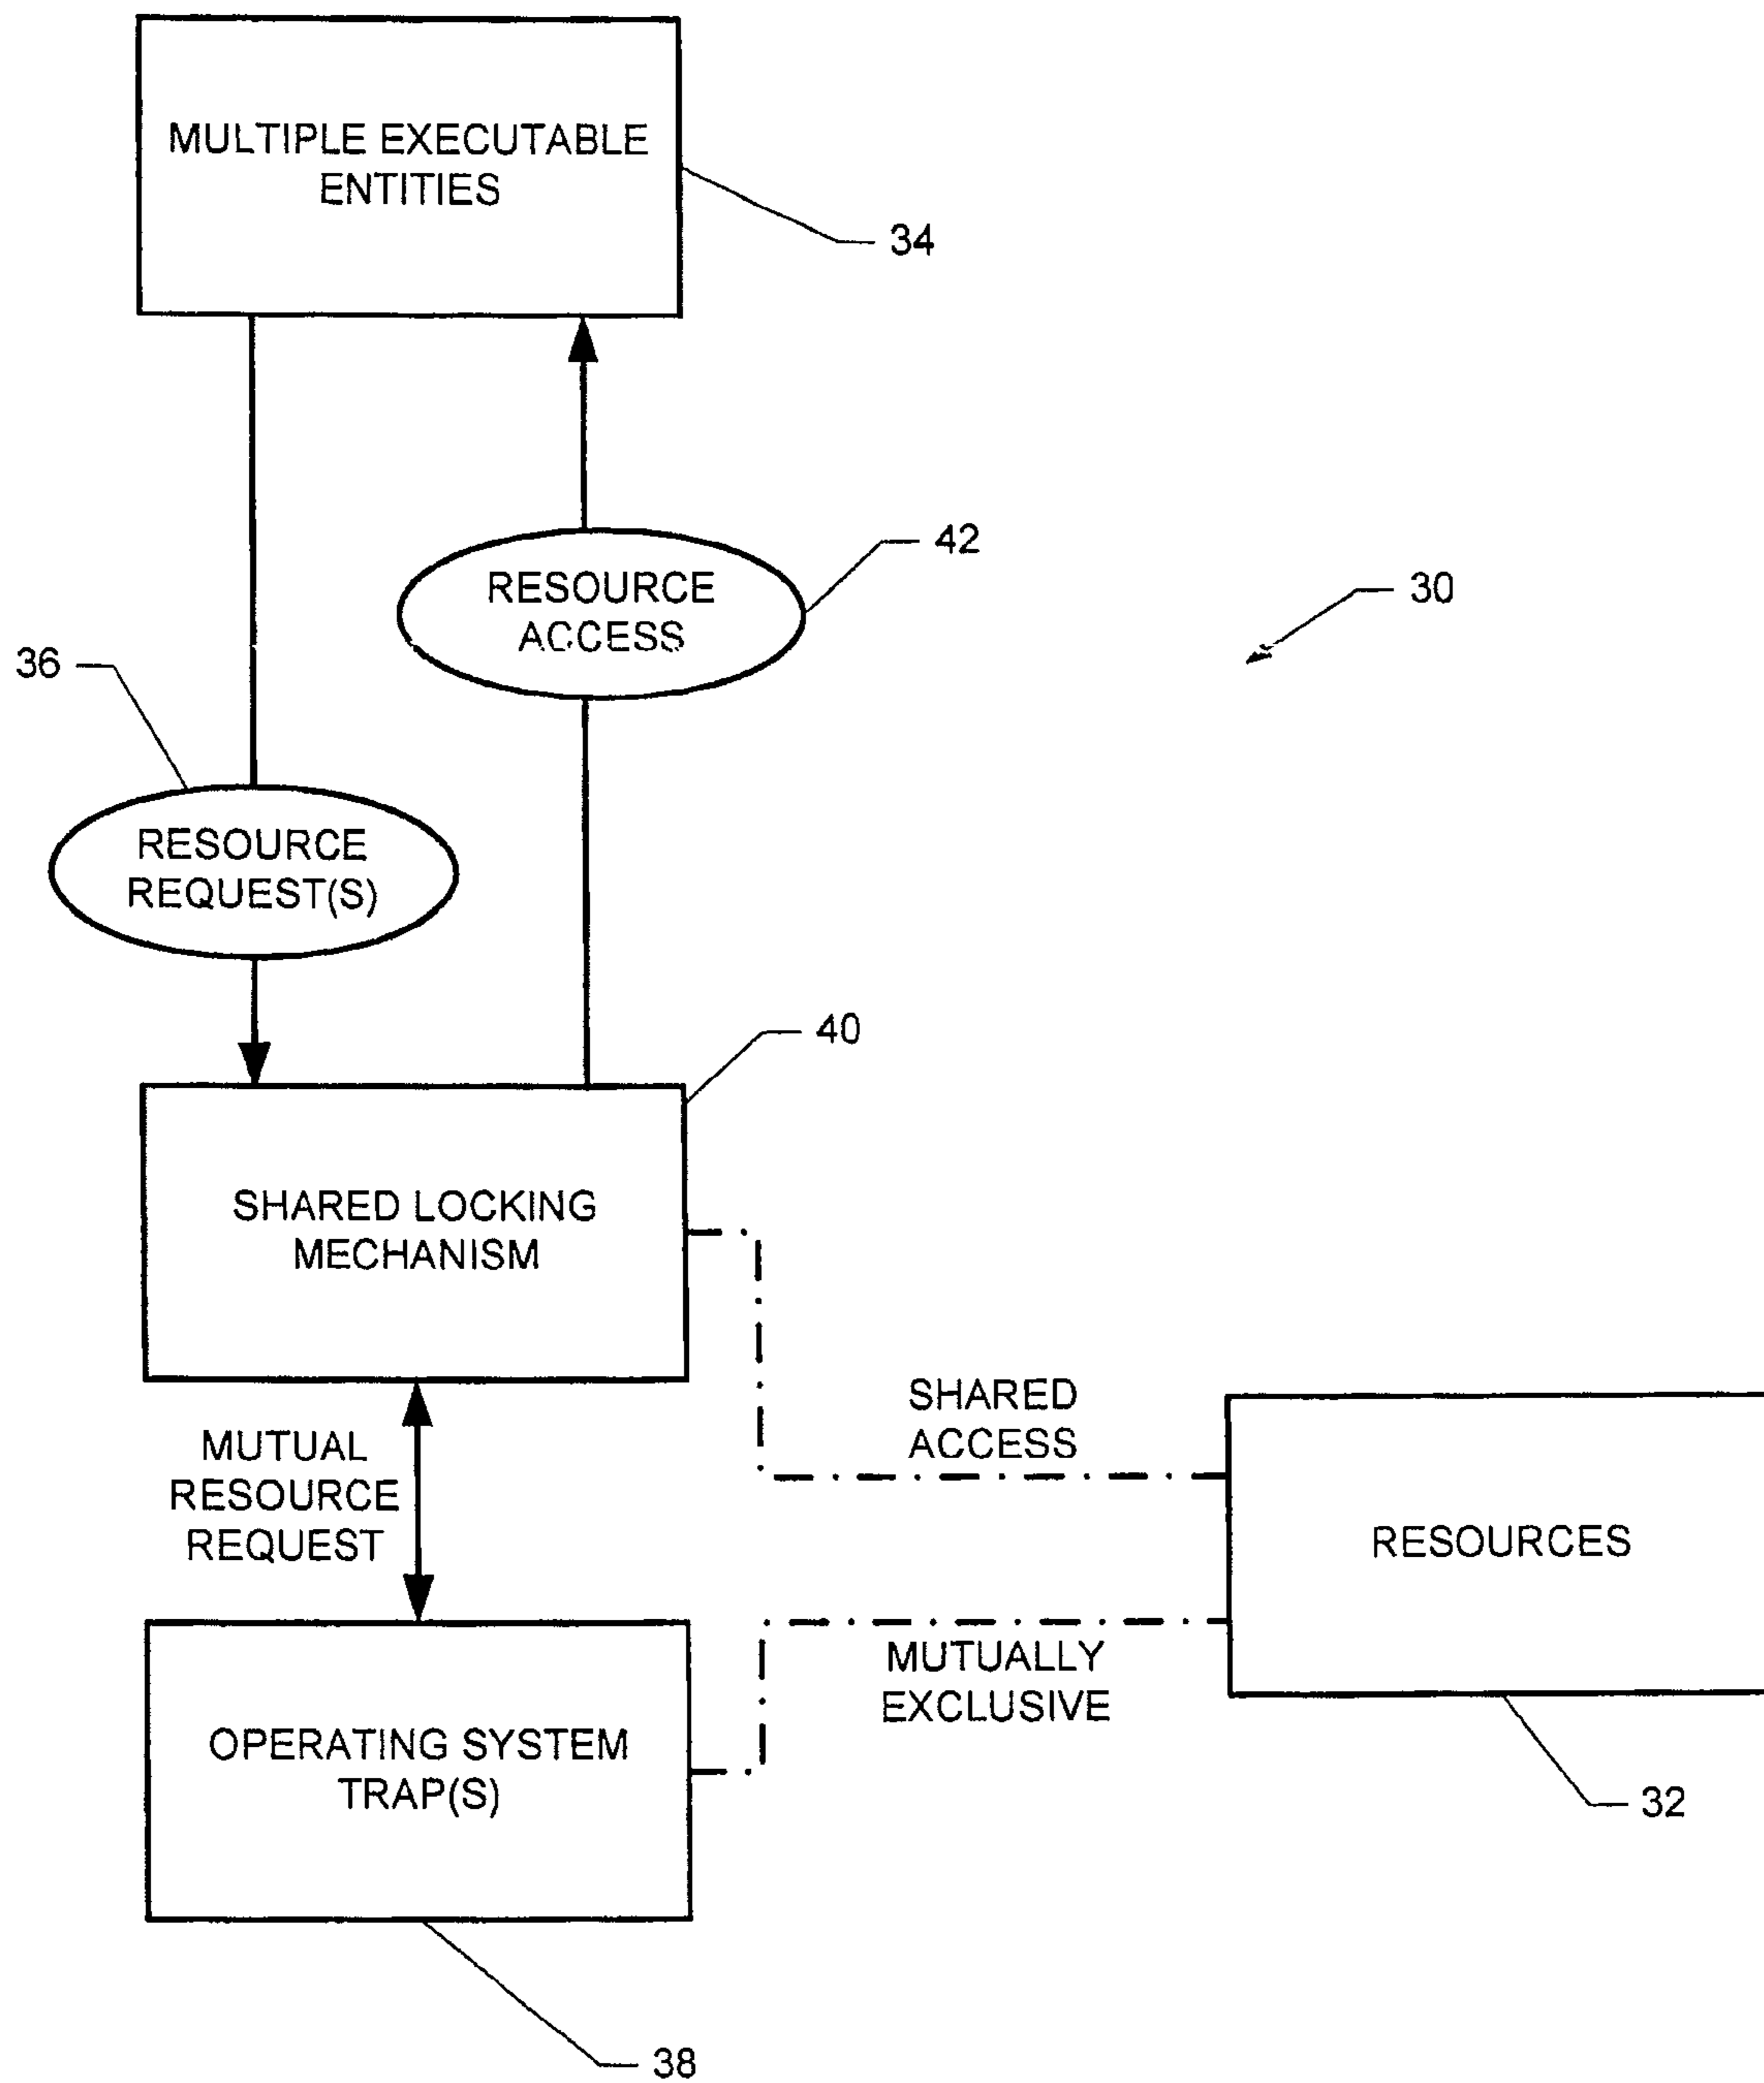 MULTIPLE EXECUTABLE
ENTITIES
34
42
RESOURCE
ACCESS
30
36
RESOURCE
REQUEST(S)
40
SHARED LOCKING
MECHANISM
SHARED
ACCESS
MUTUAL
RESOURCE
REQUEST
RESOURCES
MUTUALLY
EXCLUSIVE
OPERATING SYSTEM
TRAP(S)
32
38